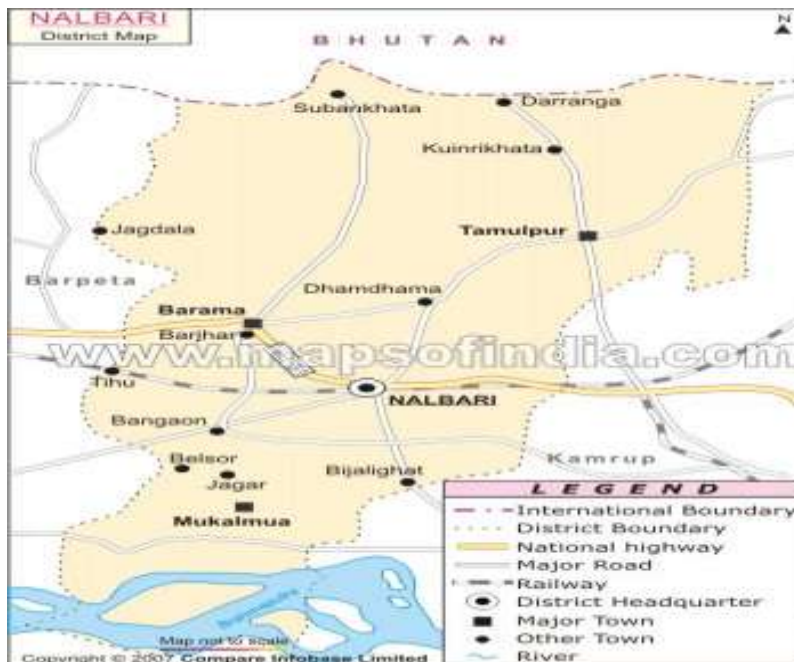 NALBARI
District Map
N
BHUTAN
Subankhata
Darranga
Kuinrikhata
Jagdala
Tamulpur
Barpeta
Dhamdhama
Barama
Barjhar
www.mapsofindia.com
Tihu
NALBARI
Bangaon
Kamrup
Belsor
Jagar
Bijalighat
Mukalmua
LEGEND
International Boundary
District Boundary
National highway
Major Road
Railway
District Headquarter
Major Town
Other Town
River
Map not to scale
Copyright © 2007 Compare Infobase Limited